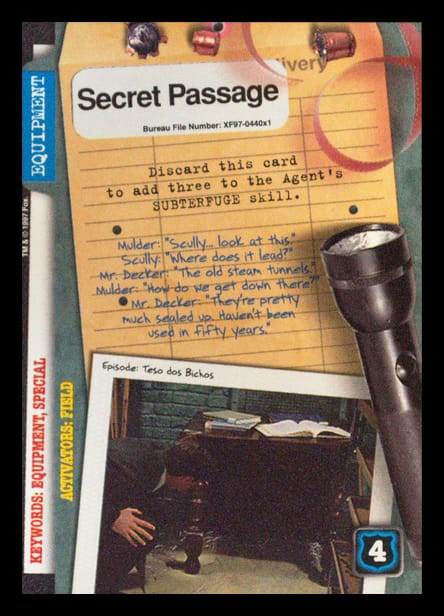 livery
Secret Passage
Bureau File Number: XF97-0440x1
EQUIPMENT
Discard this card
to add three to the Agent's
SUBTERFUGE skill.
TM & © 1997 Fox.
Mulder: "Scully... look at this."
Scully: "Where does it lead?"
Mr. Decker: "The old steam tunnels."
Mulder: "How do we get down there?"
Mr. Decker: "They're pretty
much sealed up. Haven't been
used in fifty years."
Episode: Teso dos Bichos
KEYWORDS: EQUIPMENT, SPECIAL
ACTIVATORS: FIELD
4